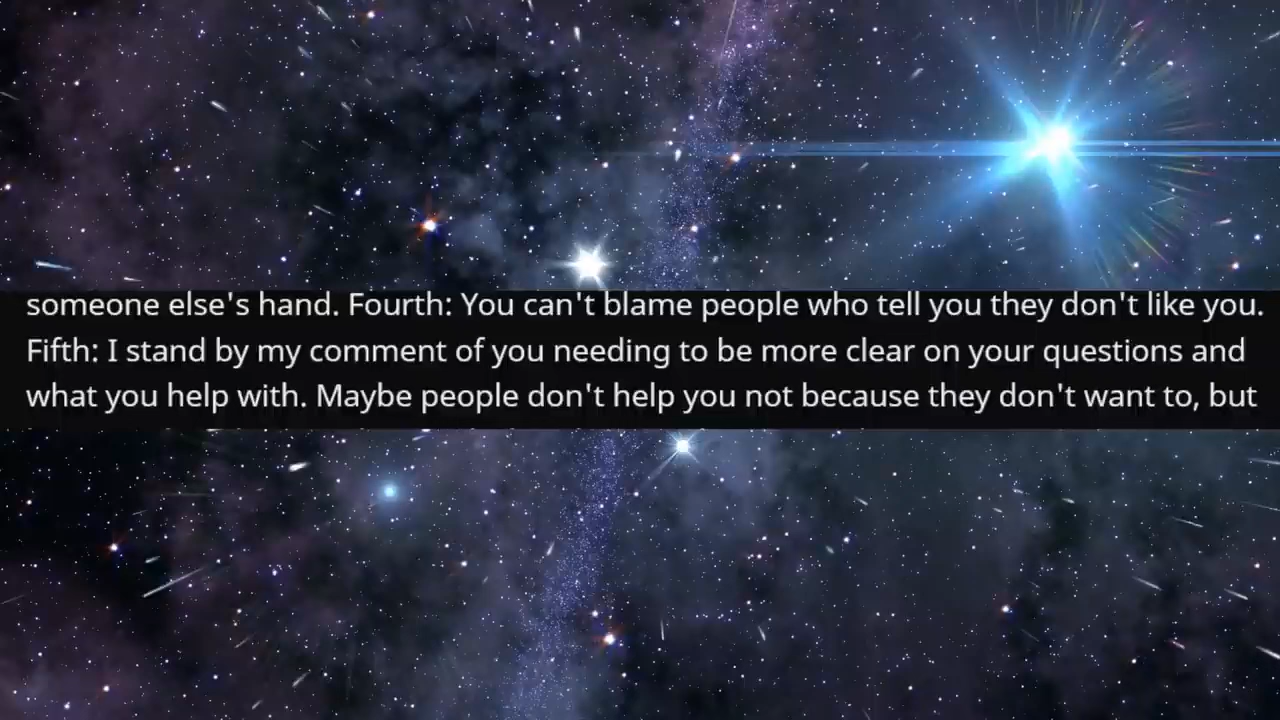 someone else's hand. Fourth: You can't blame people who tell you they don't like you.
Fifth: I stand by my comment of you needing to be more clear on your questions and
what you help with. Maybe people don't help you not because they don't want to, but